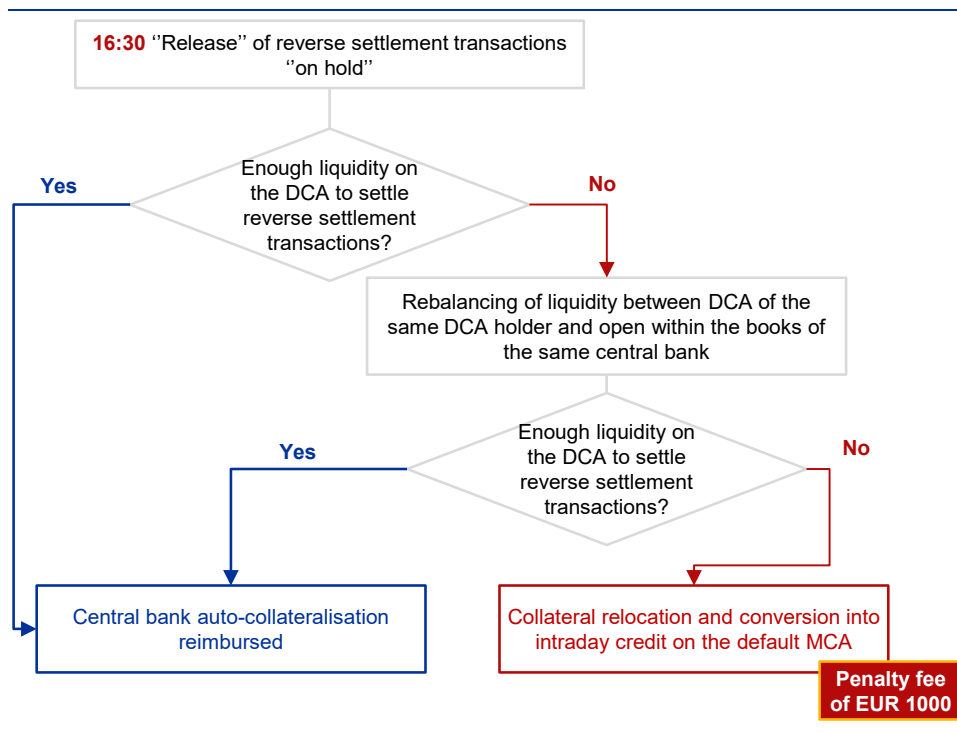 16:30 ‘’Release’’ of reverse settlement transactions
‘’on hold’’
Enough liquidity on
the DCA to settle
reverse settlement
transactions?
Yes
No
Rebalancing of liquidity between DCA of the
same DCA holder and open within the books of
the same central bank
Enough liquidity on
the DCA to settle
reverse settlement
transactions?
Yes
No
Central bank auto-collateralisation
reimbursed
Collateral relocation and conversion into
intraday credit on the default MCA
Penalty fee
of EUR 1000